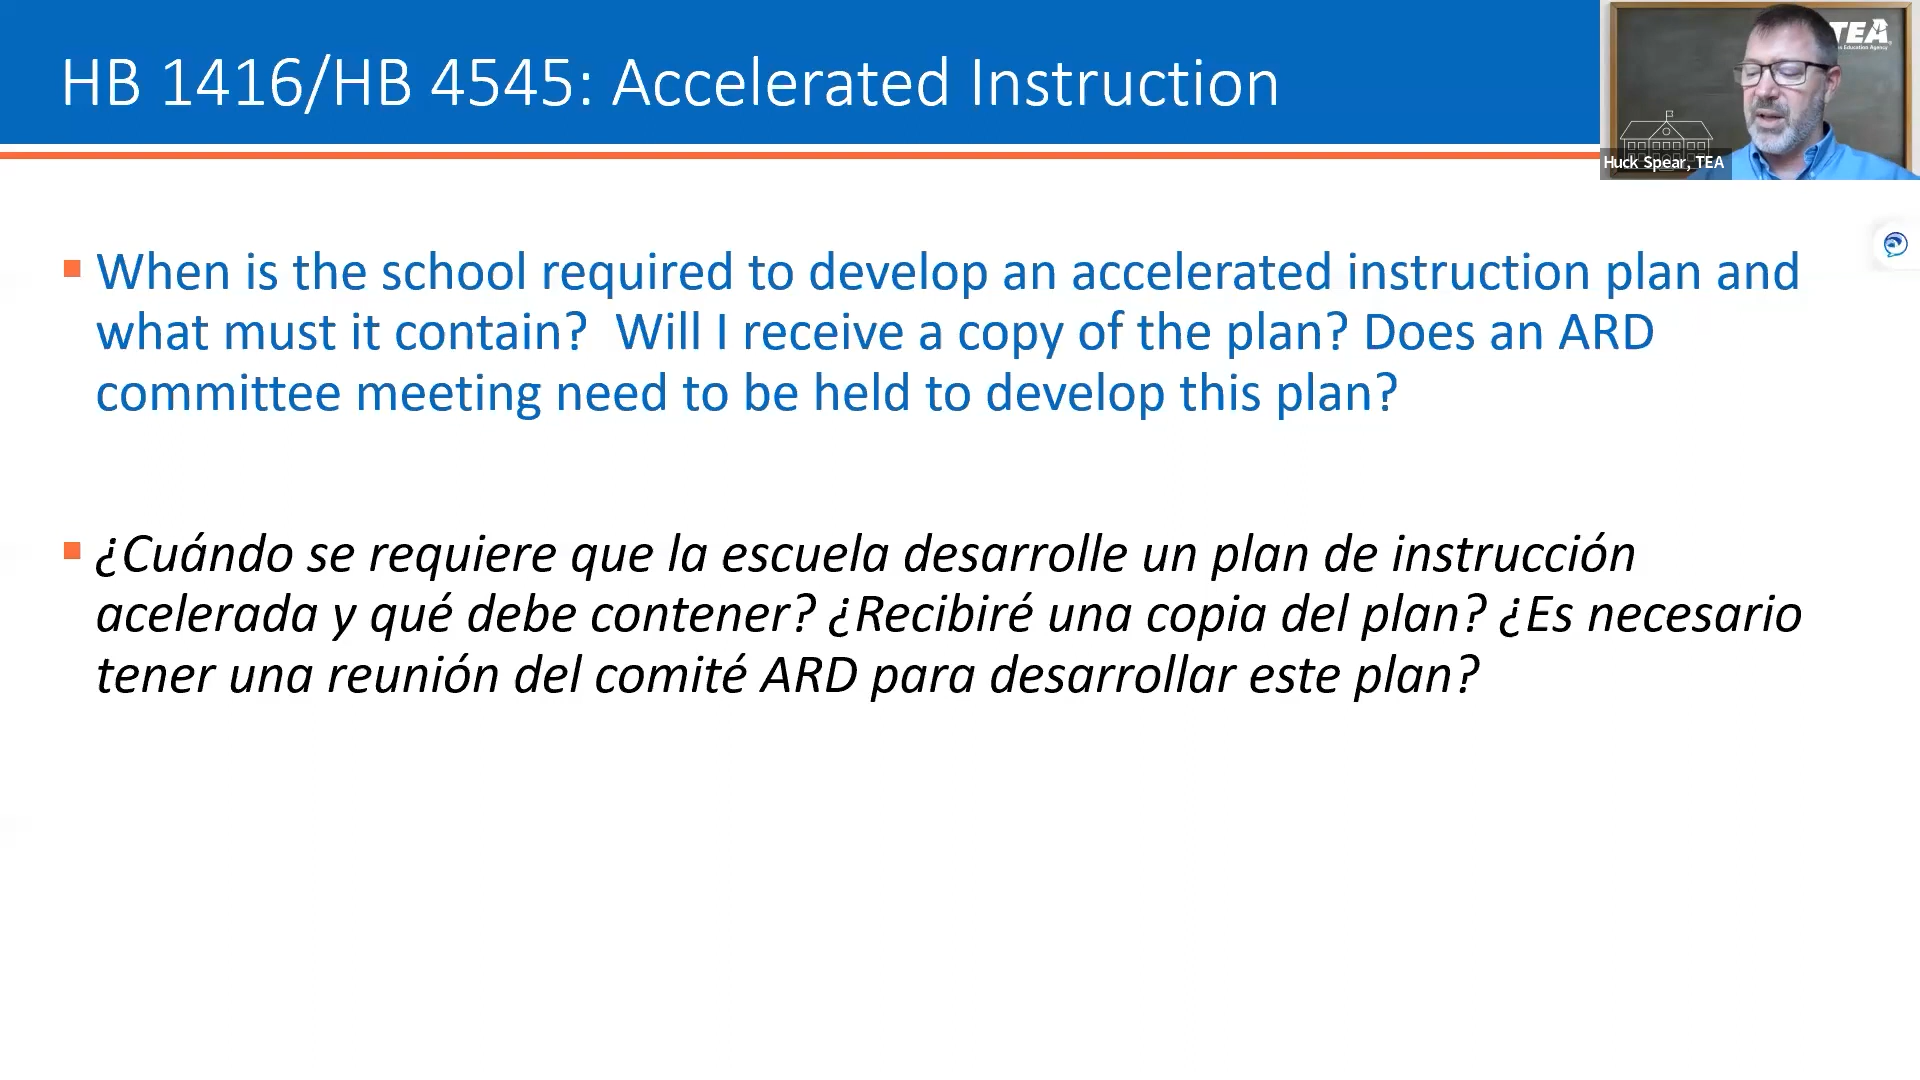 HB 1416/HB 4545: Accelerated Instruction
TEA
Education Agency
Huck Spear, TEA
When is the school required to develop an accelerated instruction plan and
what must it contain?  Will I receive a copy of the plan? Does an ARD
committee meeting need to be held to develop this plan?
¿Cuándo se requiere que la escuela desarrolle un plan de instrucción
acelerada y qué debe contener? ¿Recibiré una copia del plan? ¿Es necesario
tener una reunión del comité ARD para desarrollar este plan?